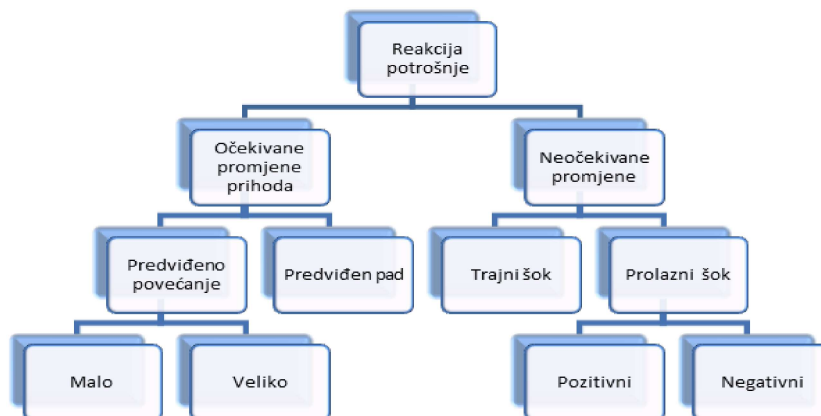 Reakcija
potrošnje
Očekivane
promjene
prihoda
Neočekivane
promjene
Predviđeno
povećanje
Predviđen pad
Trajni šok
Prolazni šok
Malo
Veliko
Pozitivni
Negativni